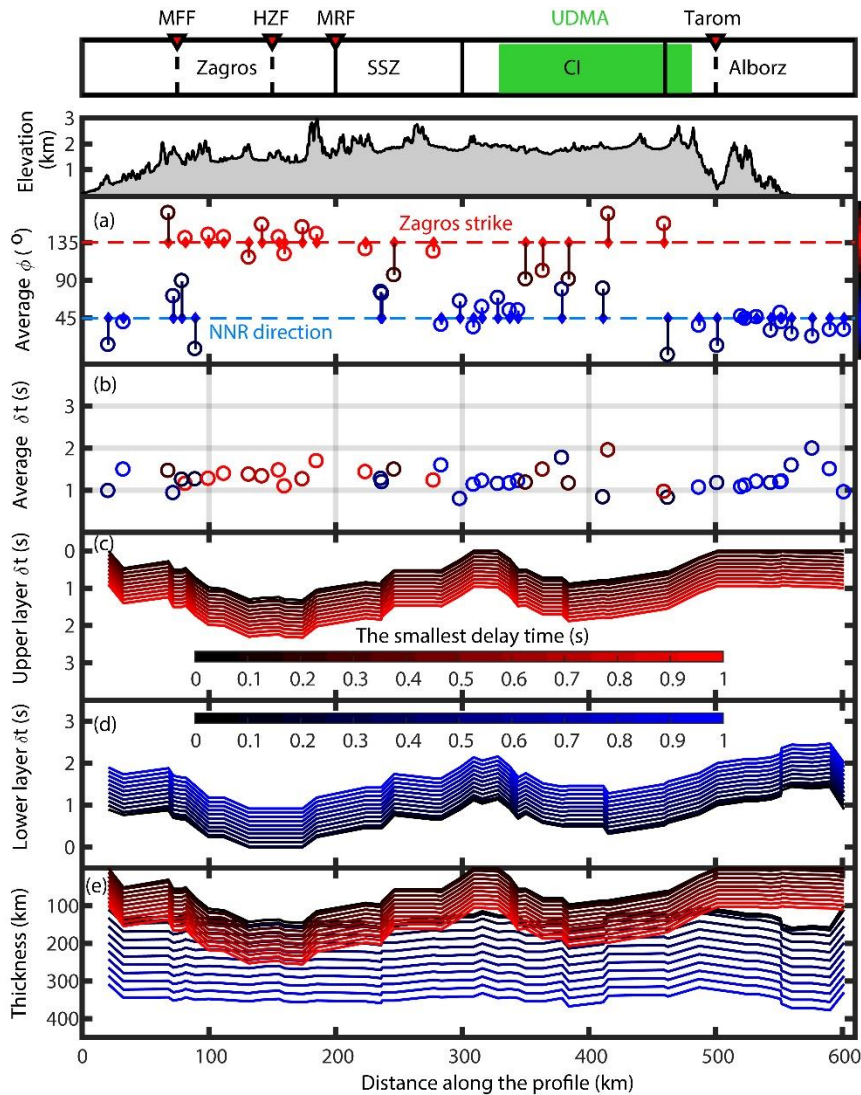 MFF HZF MRF UDMA Tarom
Zagros SSZ CI Alborz
Elevation (km)
3
2
1
(a)
Average ϕ (°)
135
90
45
Zagros strike
NNR direction
(b)
Average δt (s)
3
2
1
(c)
Upper layer δt (s)
0
1
2
3
The smallest delay time (s)
0 0.1 0.2 0.3 0.4 0.5 0.6 0.7 0.8 0.9 1
(d)
Lower layer δt (s)
3
2
1
0
0 0.1 0.2 0.3 0.4 0.5 0.6 0.7 0.8 0.9 1
(e)
Thickness (km)
100
200
300
400
0 100 200 300 400 500 600
Distance along the profile (km)